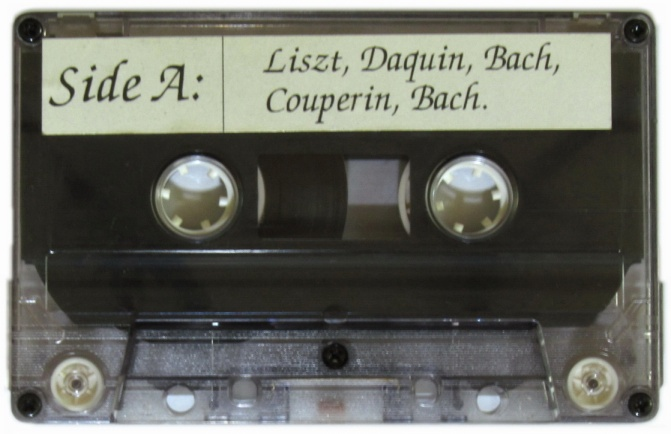 Side A:
Liszt, Daquin, Bach,
Couperin, Bach.